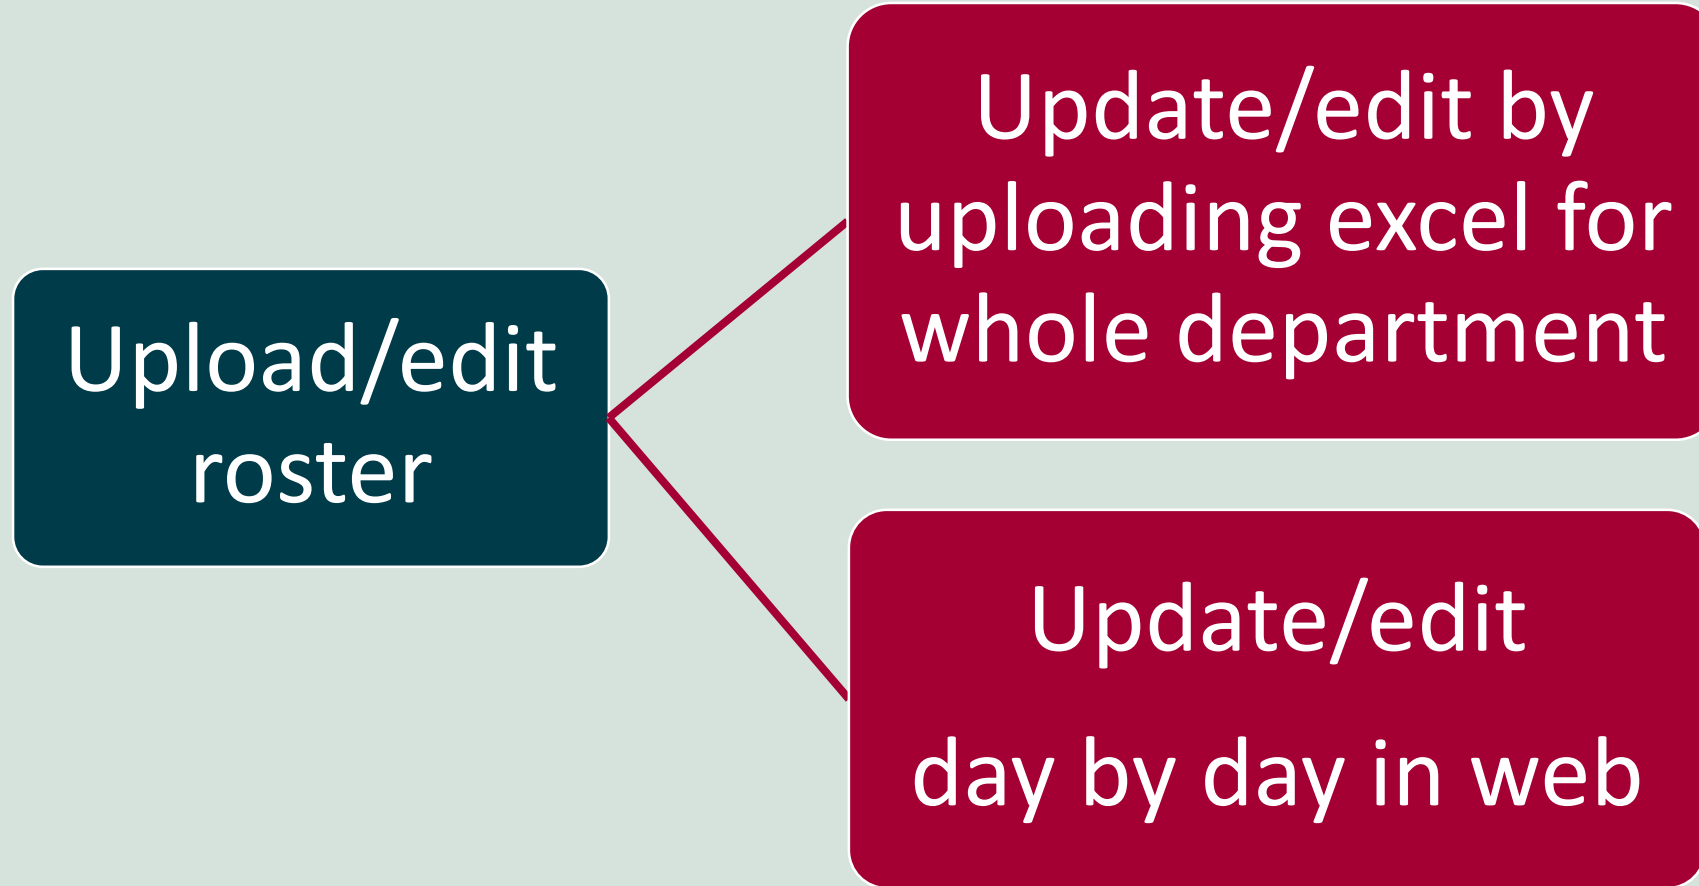 Upload/edit
roster
Update/edit by
uploading excel for
whole department
Update/edit
day by day in web